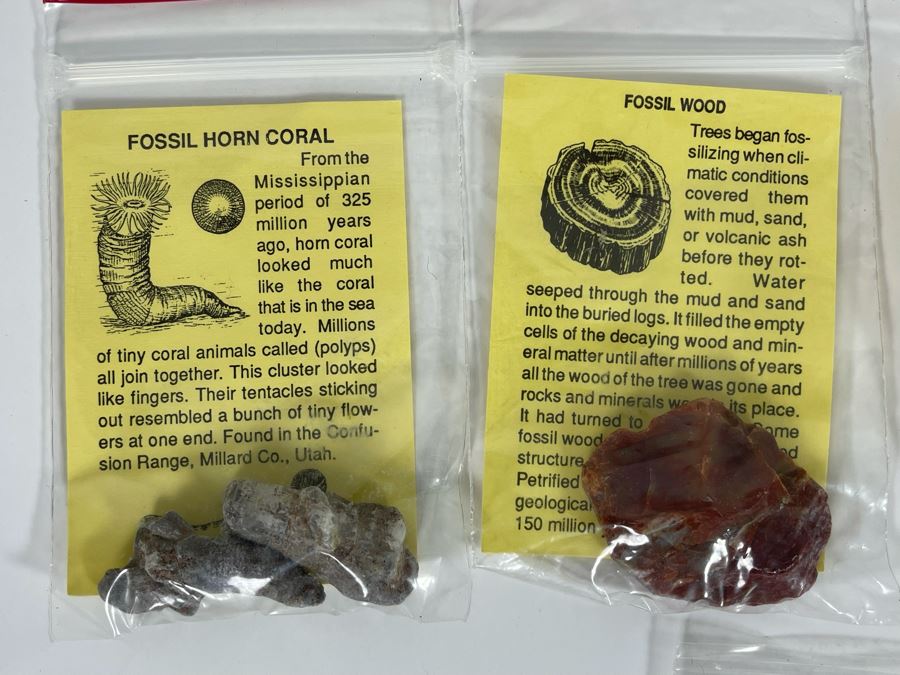 FOSSIL HORN CORAL
From the
Mississippian
period of 325
million years
ago, horn coral
looked much
like the coral
that is in the sea
today. Millions
of tiny coral animals called (polyps)
all join together. This cluster looked
like fingers. Their tentacles sticking
out resembled a bunch of tiny flow-
ers at one end. Found in the Confu-
sion Range, Millard Co., Utah.
FOSSIL WOOD
Trees began fos-
silizing when cli-
matic conditions
covered them
with mud, sand,
or volcanic ash
before they rot-
ted. Water
seeped through the mud and sand
into the buried logs. It filled the empty
cells of the decaying wood and min-
eral matter until after millions of years
all the wood of the tree was gone and
rocks and minerals its place.
It had turned to Some
fossil wood
structure
Petrified
geological
150 million